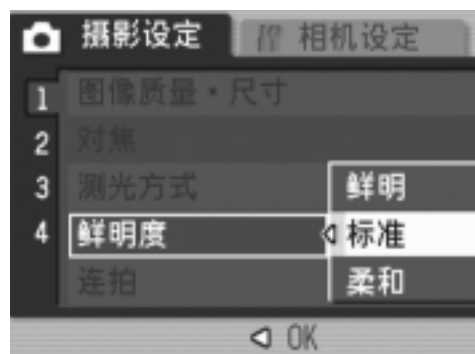 摄影设定 相机设定
1 图像质量・尺寸
2 对焦
3 测光方式 鲜明
4 鲜明度 标准
连拍 柔和
OK